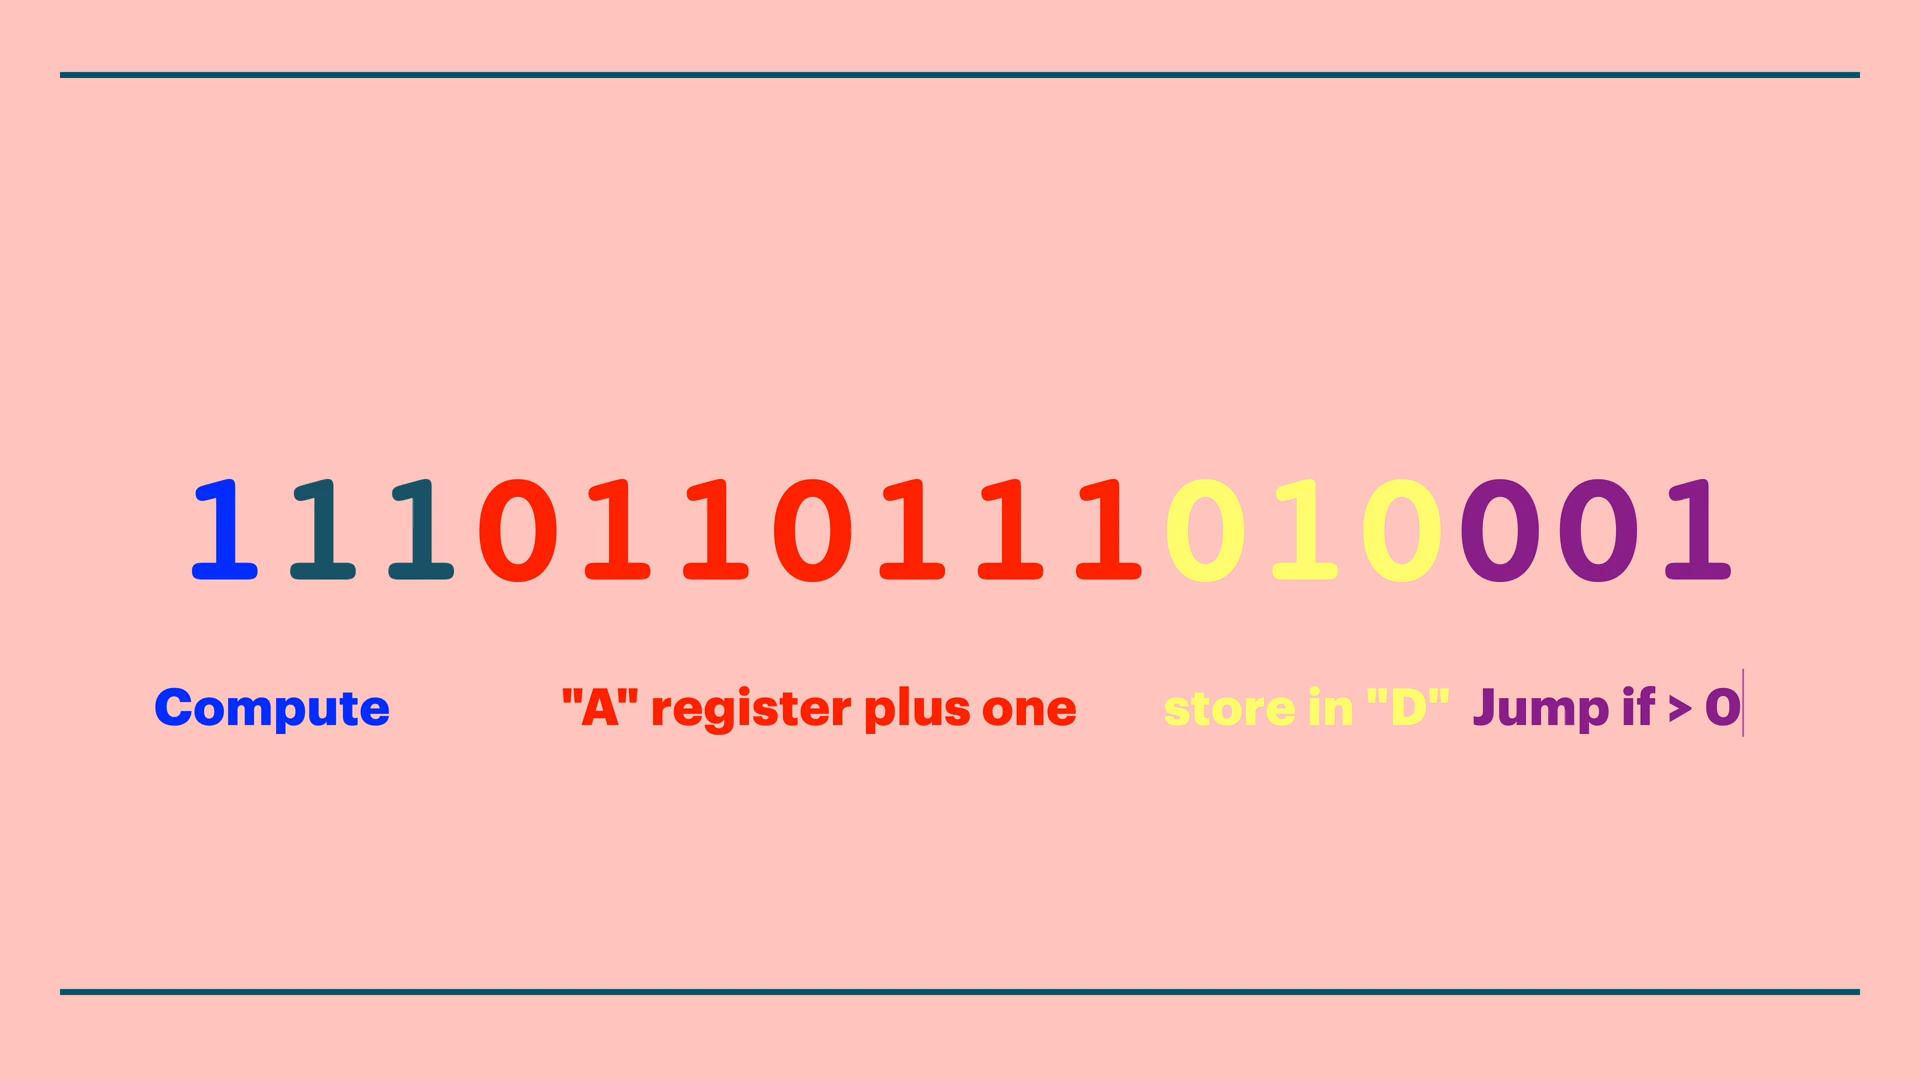 1110110111010001
Compute "A" register plus one store in "D" Jump if > 0